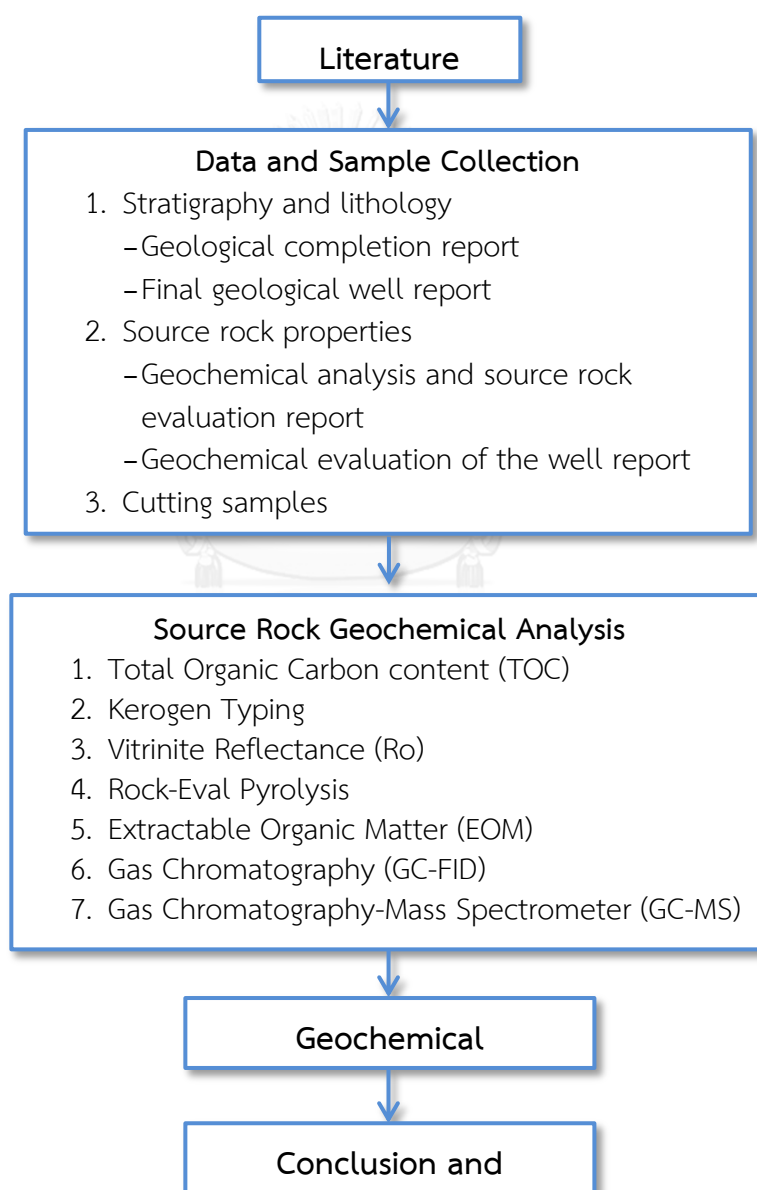 Literature
Data and Sample Collection
1. Stratigraphy and lithology
–Geological completion report
–Final geological well report
2. Source rock properties
–Geochemical analysis and source rock
evaluation report
–Geochemical evaluation of the well report
3. Cutting samples
Source Rock Geochemical Analysis
1. Total Organic Carbon content (TOC)
2. Kerogen Typing
3. Vitrinite Reflectance (Ro)
4. Rock-Eval Pyrolysis
5. Extractable Organic Matter (EOM)
6. Gas Chromatography (GC-FID)
7. Gas Chromatography-Mass Spectrometer (GC-MS)
Geochemical
Conclusion and